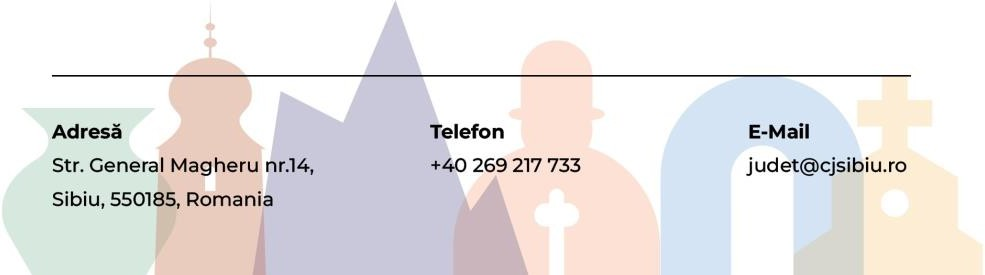 Adresă
Str. General Magheru nr.14,
Sibiu, 550185, Romania
Telefon
+40 269 217 733
E-Mail
judet@cjsibiu.ro